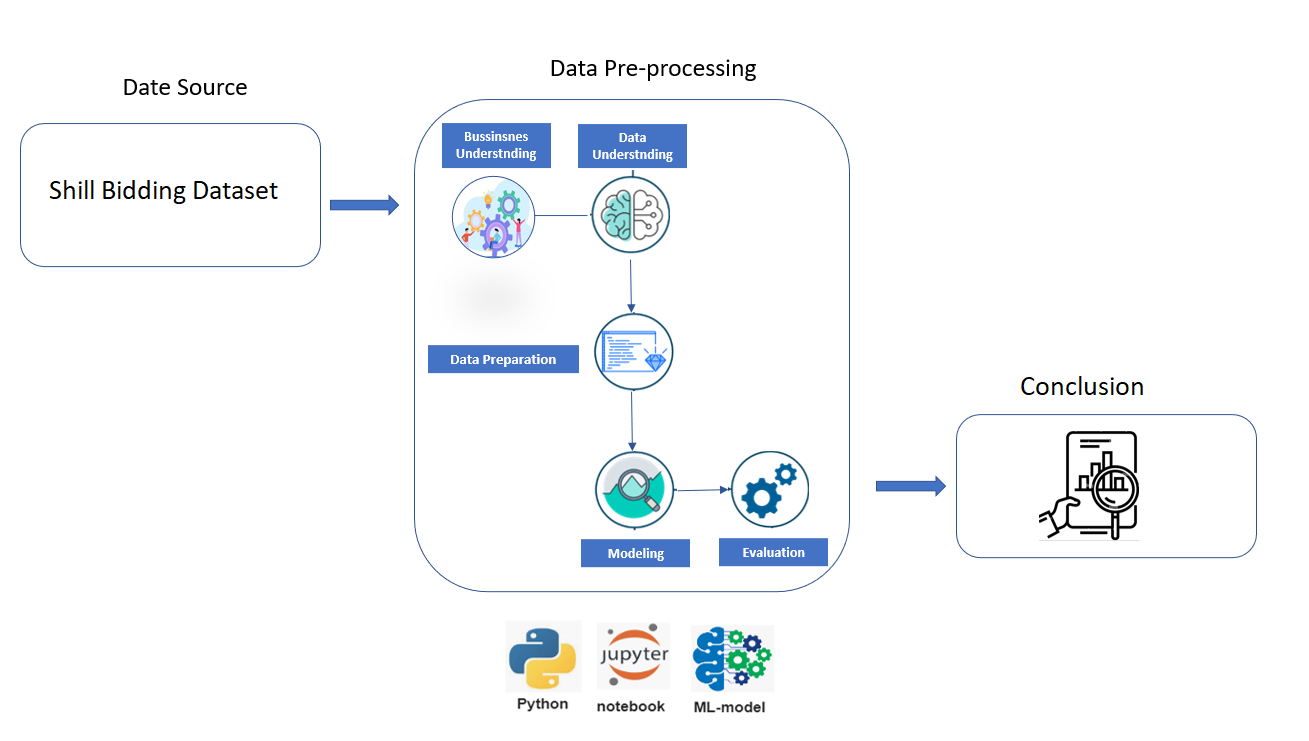 Date Source
Shill Bidding Dataset
Data Pre-processing
Bussinsnes
Understnding
Data
Understnding
Data Preparation
Modeling
Evaluation
Conclusion
jupyter
Python
notebook
ML-model